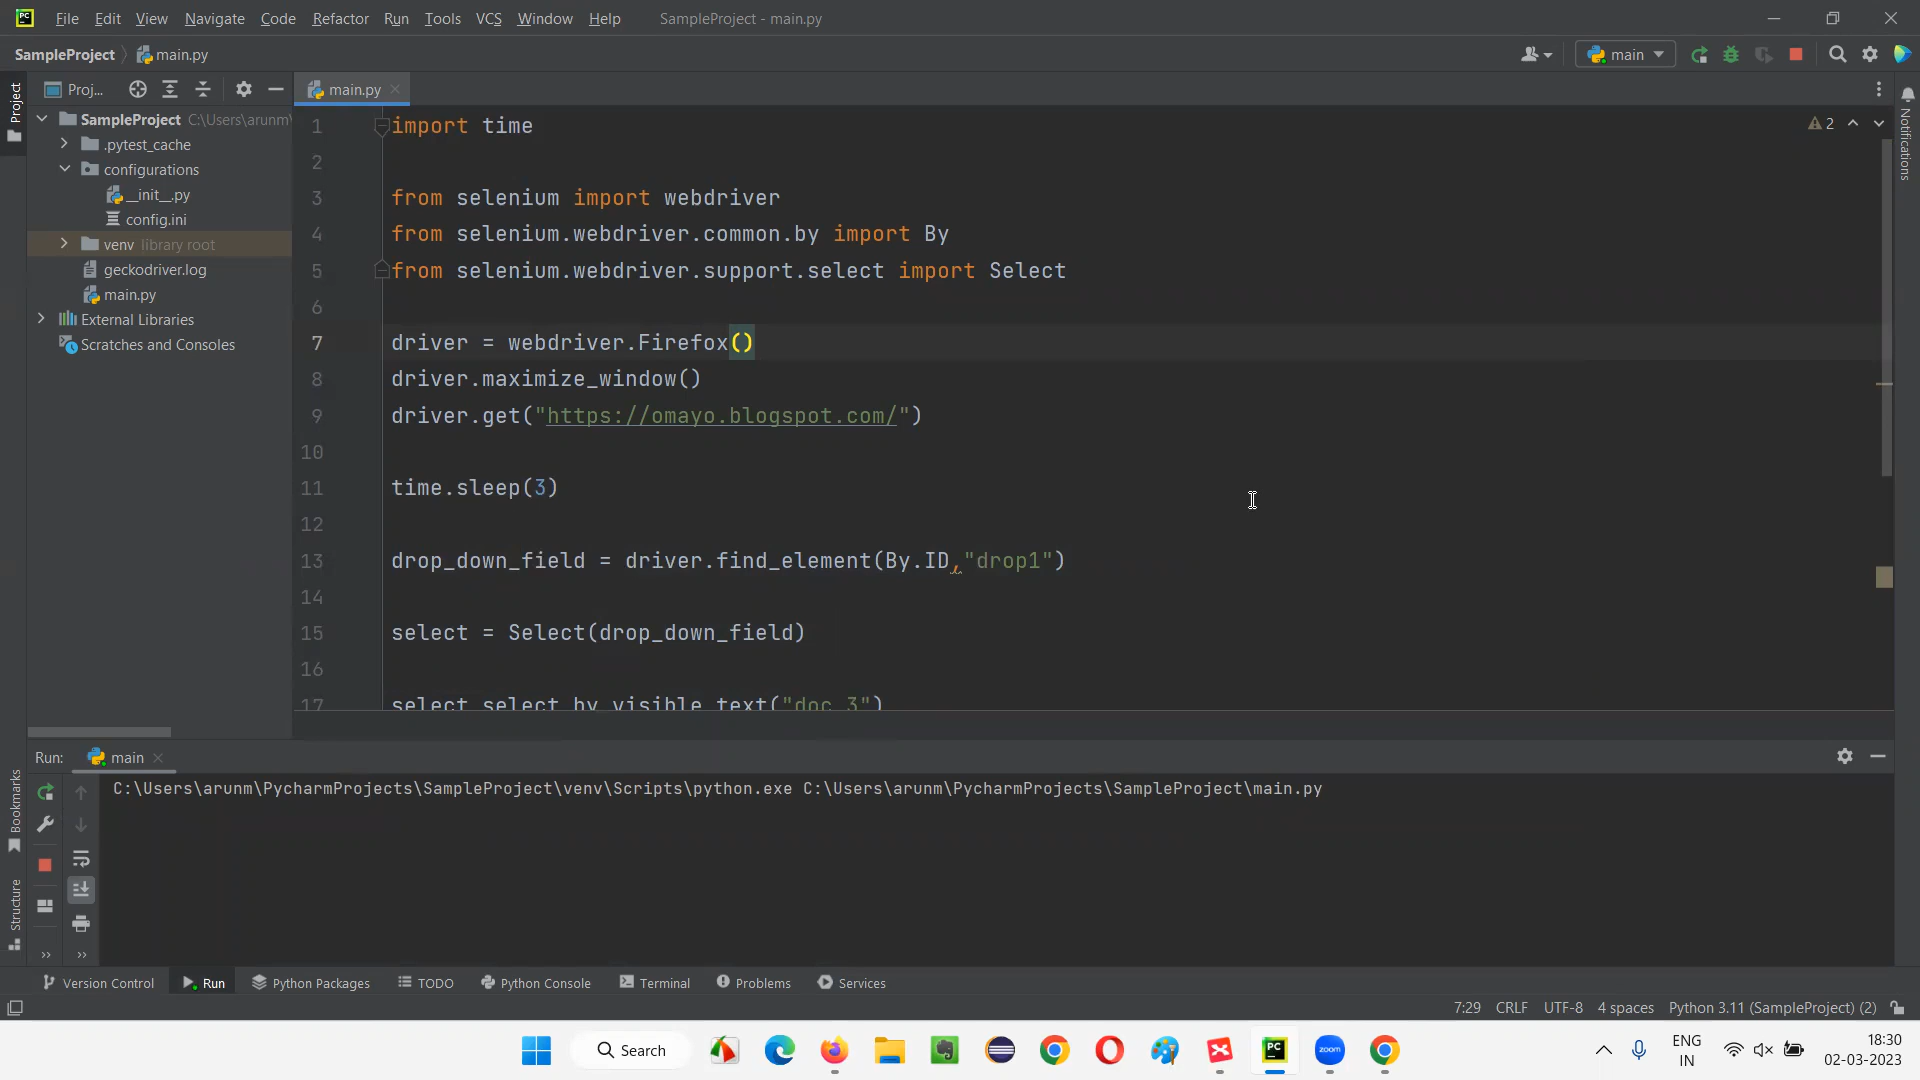 File Edit View Navigate Code Refactor Run Tools VCS Window Help SampleProject - main.py
SampleProject main.py
main
Project
Proj...
main.py
Notifications
SampleProject C:\Users\arunm\
.pytest_cache
configurations
__init__.py
config.ini
venv library root
geckodriver.log
main.py
External Libraries
Scratches and Consoles
2
1 import time
2
3 from selenium import webdriver
4 from selenium.webdriver.common.by import By
5 from selenium.webdriver.support.select import Select
6
7 driver = webdriver.Firefox()
8 driver.maximize_window()
9 driver.get("https://omayo.blogspot.com/")
10
11 time.sleep(3)
12
13 drop_down_field = driver.find_element(By.ID,"drop1")
14
15 select = Select(drop_down_field)
16
17 select.select_by_visible_text("doc 3")
Run: main
C:\Users\arunm\PycharmProjects\SampleProject\venv\Scripts\python.exe C:\Users\arunm\PycharmProjects\SampleProject\main.py
Bookmarks
Structure
Version Control Run Python Packages TODO Python Console Terminal Problems Services
7:29 CRLF UTF-8 4 spaces Python 3.11 (SampleProject) (2)
Search
zoom
ENG
IN
18:30
02-03-2023